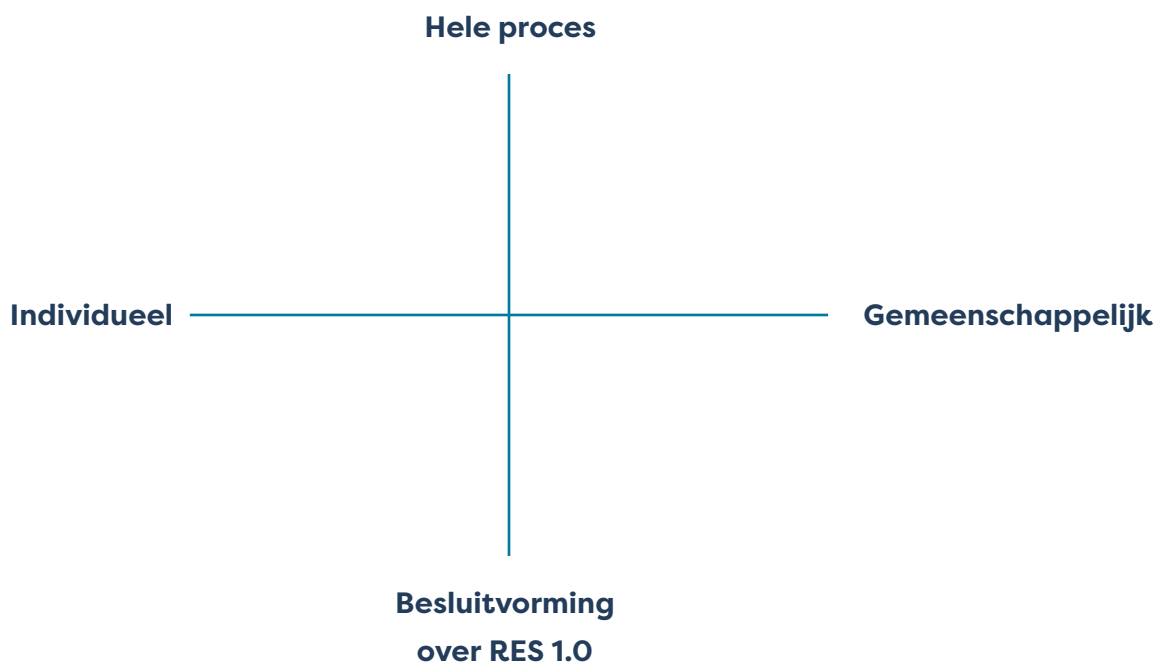 Hele proces
Individueel
Gemeenschappelijk
Besluitvorming
over RES 1.0